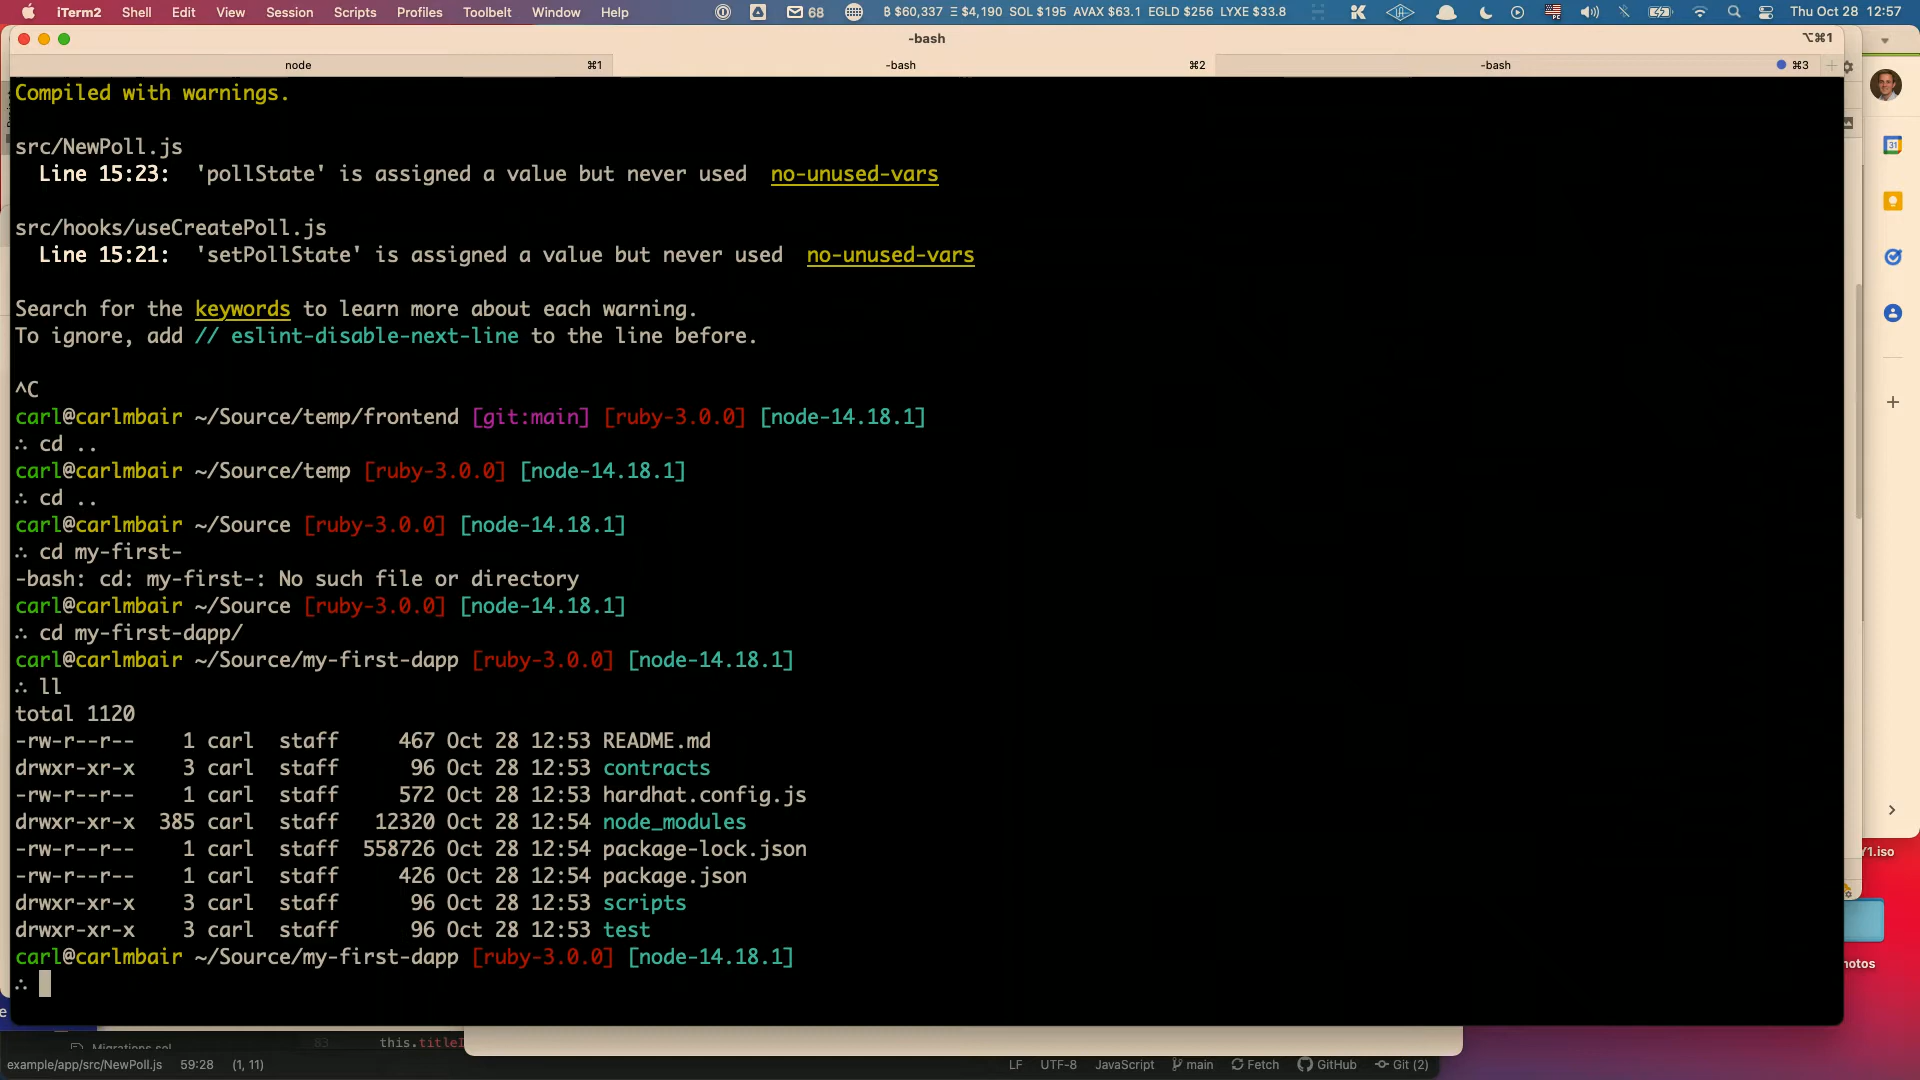 iTerm2 Shell Edit View Session Scripts Profiles Toolbelt Window Help 68 ₿ $60,337 Ξ $4,190 SOL $195 AVAX $63.1 EGLD $256 LYXE $33.8 Thu Oct 28 12:57
-bash ⌥⌘1
node ⌘1 -bash ⌘2 -bash ⌘3
Compiled with warnings.
src/NewPoll.js
Line 15:23: 'pollState' is assigned a value but never used no-unused-vars
src/hooks/useCreatePoll.js
Line 15:21: 'setPollState' is assigned a value but never used no-unused-vars
Search for the keywords to learn more about each warning.
To ignore, add // eslint-disable-next-line to the line before.
^C
carl@carlmbair ~/Source/temp/frontend [git:main] [ruby-3.0.0] [node-14.18.1]
∴ cd ..
carl@carlmbair ~/Source/temp [ruby-3.0.0] [node-14.18.1]
∴ cd ..
carl@carlmbair ~/Source [ruby-3.0.0] [node-14.18.1]
∴ cd my-first-
-bash: cd: my-first-: No such file or directory
carl@carlmbair ~/Source [ruby-3.0.0] [node-14.18.1]
∴ cd my-first-dapp/
carl@carlmbair ~/Source/my-first-dapp [ruby-3.0.0] [node-14.18.1]
∴ ll
total 1120
-rw-r--r-- 1 carl staff 467 Oct 28 12:53 README.md
drwxr-xr-x 3 carl staff 96 Oct 28 12:53 contracts
-rw-r--r-- 1 carl staff 572 Oct 28 12:53 hardhat.config.js
drwxr-xr-x 385 carl staff 12320 Oct 28 12:54 node_modules
-rw-r--r-- 1 carl staff 558726 Oct 28 12:54 package-lock.json
-rw-r--r-- 1 carl staff 426 Oct 28 12:54 package.json
drwxr-xr-x 3 carl staff 96 Oct 28 12:53 scripts
drwxr-xr-x 3 carl staff 96 Oct 28 12:53 test
carl@carlmbair ~/Source/my-first-dapp [ruby-3.0.0] [node-14.18.1]
∴
31
Y1.iso
hotos
Migrations.sol 83 this.title
example/app/src/NewPoll.js 59:28 (1, 11) LF UTF-8 JavaScript main Fetch GitHub Git (2)